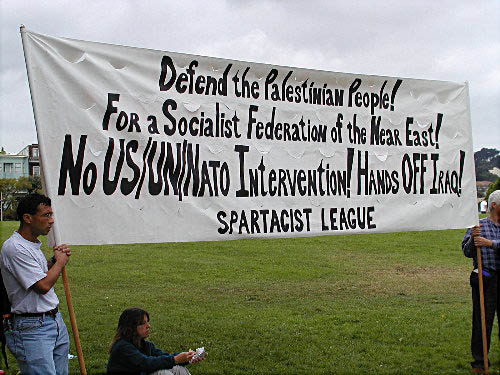 Defend the Palestinian People!
For a Socialist Federation of the Near East!
No US/UN/Nato Intervention! Hands OFF Iraq!
SPARTACIST LEAGUE